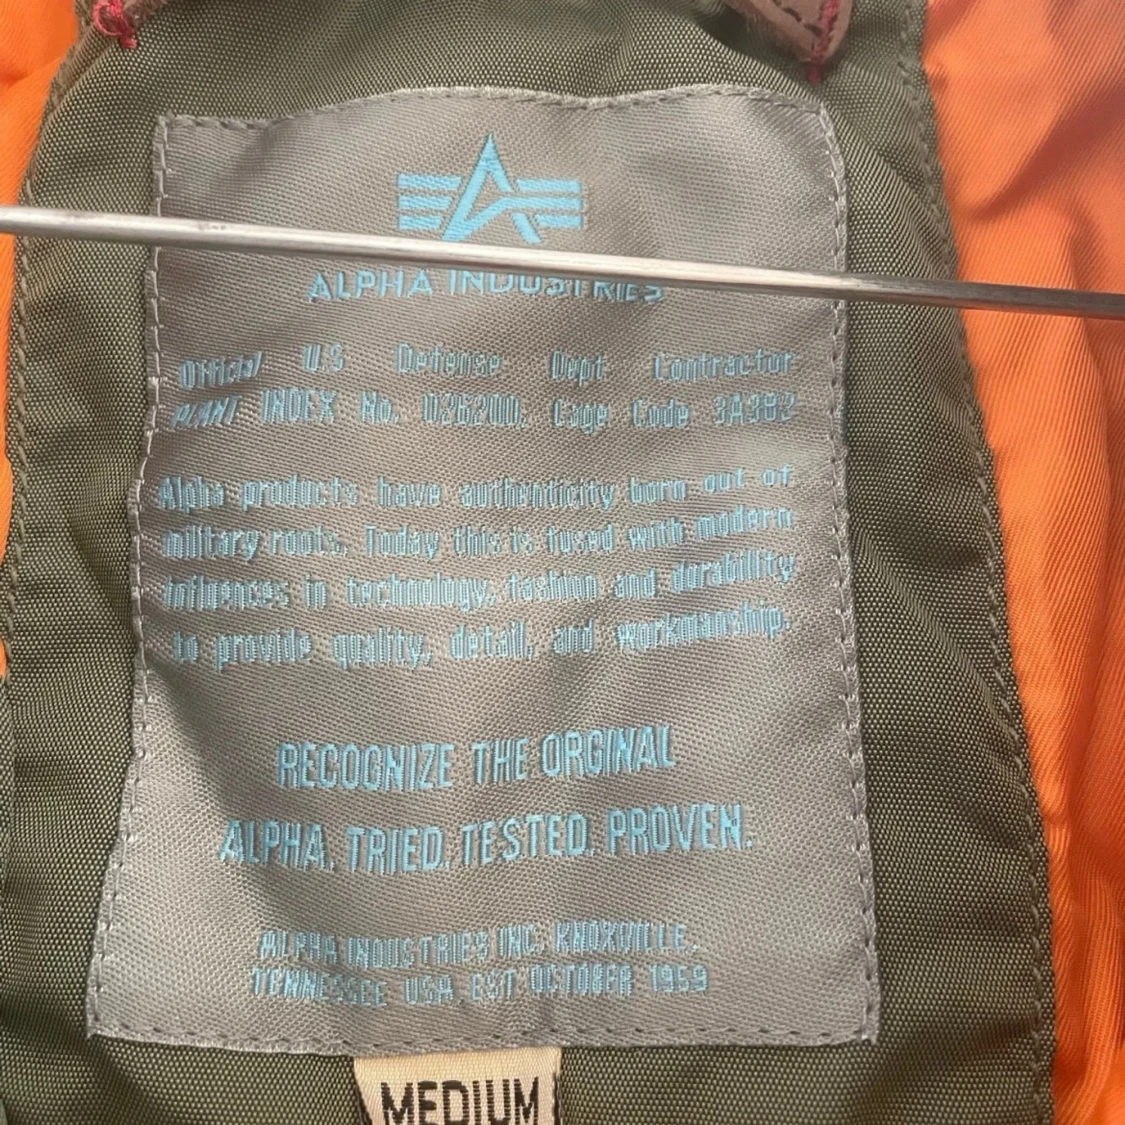 ALPHA INDUSTRIES
Official U.S Defense Dept Contractor
PLANT INDEX No. 026200, Cage Code 3A382
Alpha products have authenticity born out of
military roots. Today this is fused with modern
influences in technology, fashion and durability
to provide quality, detail, and workmanship.
RECOGNIZE THE ORGINAL
ALPHA. TRIED. TESTED. PROVEN.
ALPHA INDUSTRIES INC. KNOXVILLE,
TENNESSEE USA, EST OCTOBER 1959
MEDIUM